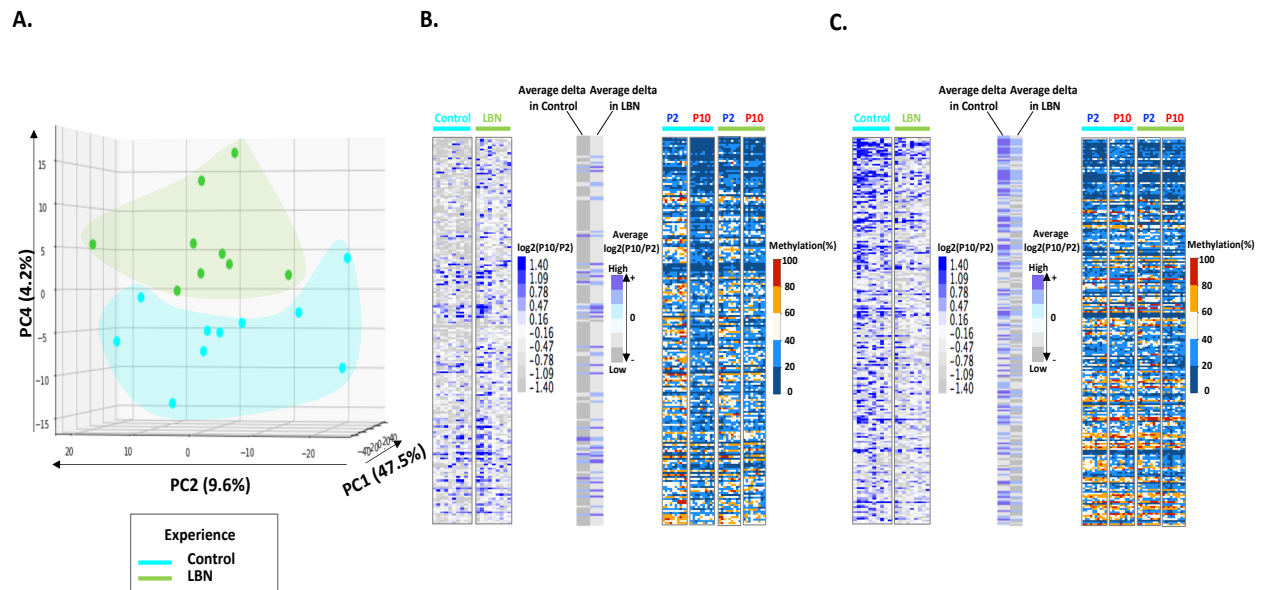 A.
B.
C.
PC4 (4.2%)
15
10
5
0
−5
−10
−15
20
10
0
−10
−20
PC2 (9.6%)
PC1 (47.5%)
Experience
Control
LBN
Control
LBN
Average delta
in Control
Average delta
in LBN
P2
P10
P2
P10
log2(P10/P2)
1.40
1.09
0.78
0.47
0.16
−0.16
−0.47
−0.78
−1.09
−1.40
Average
log2(P10/P2)
High
+
0
-
Low
Methylation(%)
100
80
60
40
20
0
Control
LBN
Average delta
in Control
Average delta
in LBN
P2
P10
P2
P10
log2(P10/P2)
1.40
1.09
0.78
0.47
0.16
−0.16
−0.47
−0.78
−1.09
−1.40
Average
log2(P10/P2)
High
+
0
-
Low
Methylation(%)
100
80
60
40
20
0